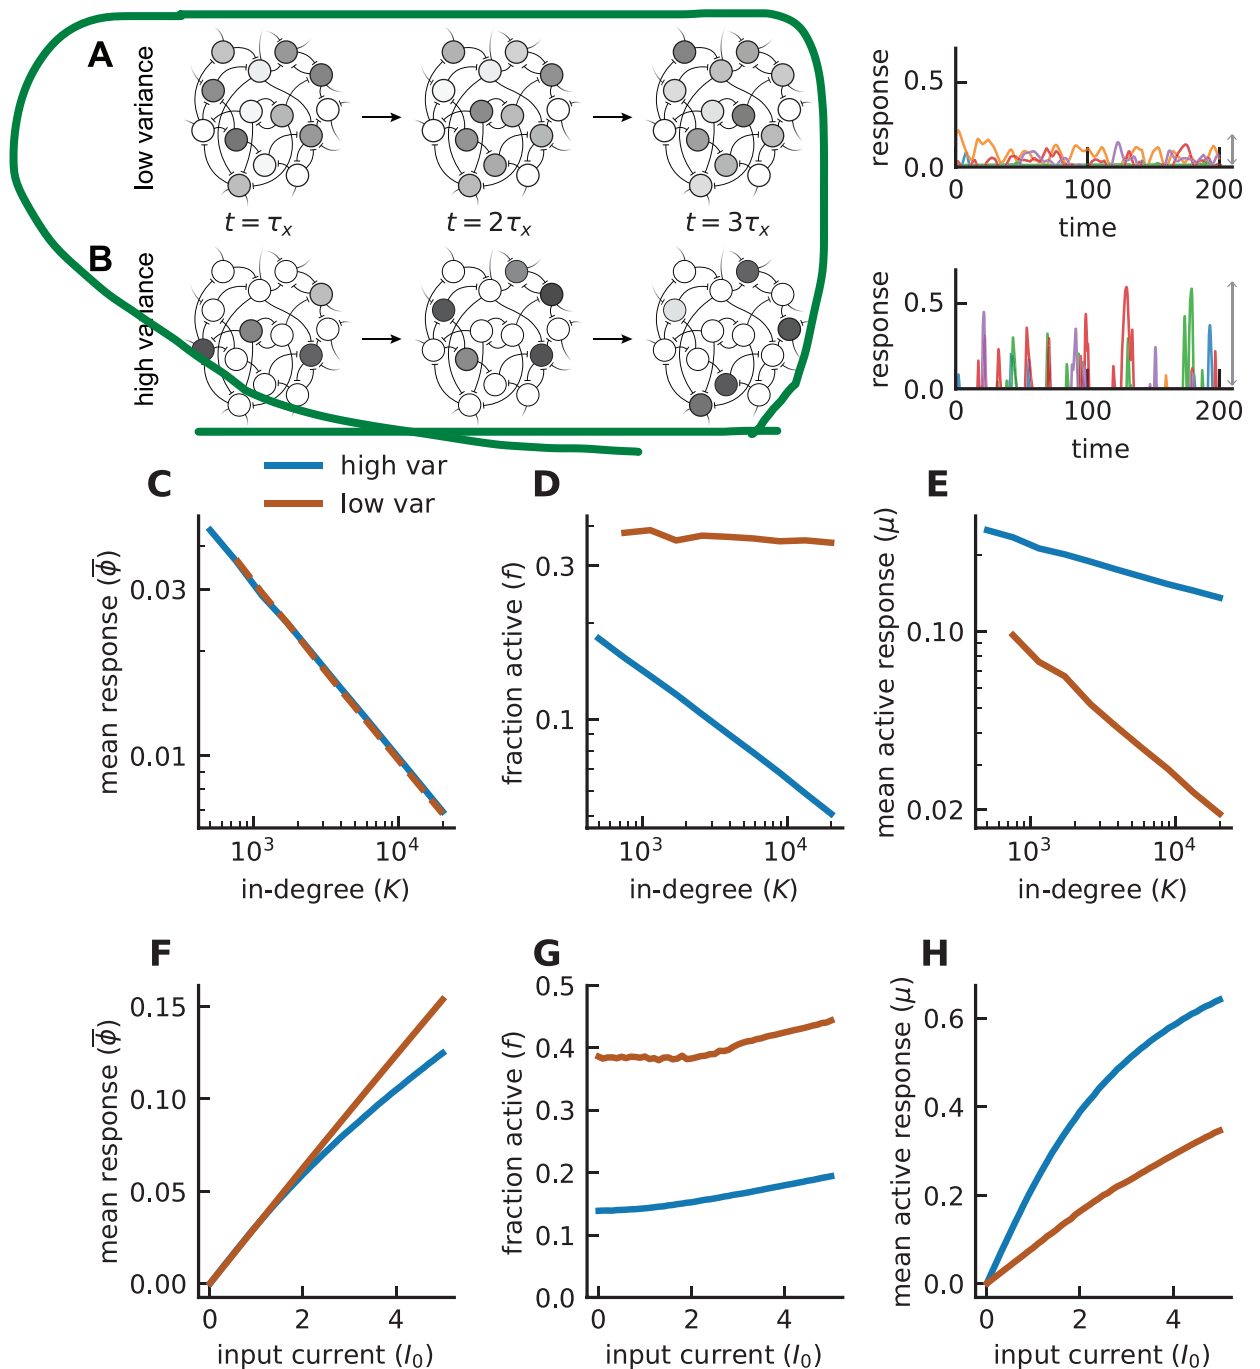 A
low variance
t = τx
t = 2τx
t = 3τx
response
0.5
0.0
0
100
200
time
B
high variance
response
0.5
0.0
0
100
200
time
high var
low var
C
mean response (ϕ̅)
0.03
0.01
10³
10⁴
in-degree (K)
D
fraction active (f)
0.3
0.1
10³
10⁴
in-degree (K)
E
mean active response (μ)
0.10
0.02
10³
10⁴
in-degree (K)
F
mean response (ϕ̅)
0.15
0.10
0.05
0.00
0
2
4
input current (I₀)
G
fraction active (f)
0.5
0.4
0.3
0.2
0.1
0.0
0
2
4
input current (I₀)
H
mean active response (μ)
0.6
0.4
0.2
0.0
0
2
4
input current (I₀)